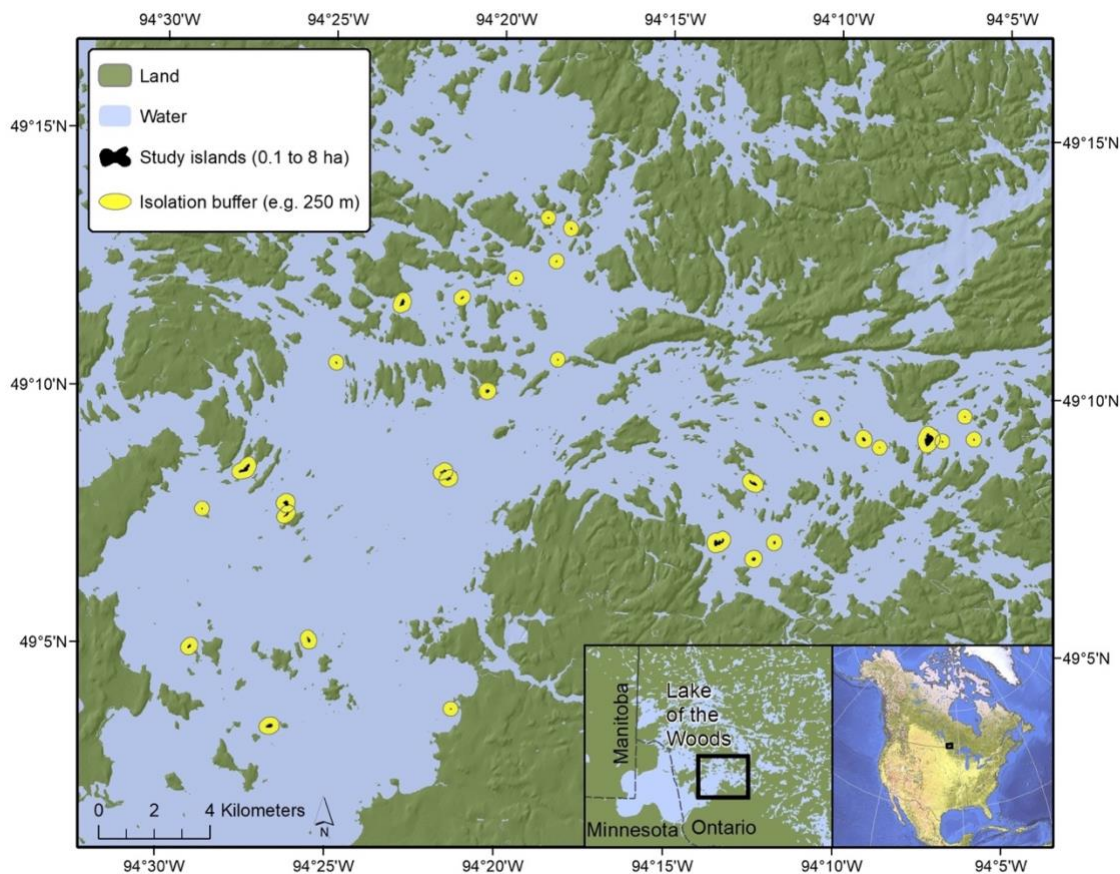 94°30'W 94°25'W 94°20'W 94°15'W 94°10'W 94°5'W
Land
Water
Study islands (0.1 to 8 ha)
Isolation buffer (e.g. 250 m)
49°15'N
49°15'N
49°10'N
49°10'N
49°5'N
49°5'N
Lake
of the
Woods
Manitoba
Minnesota
Ontario
0 2 4 Kilometers
N
94°30'W 94°25'W 94°20'W 94°15'W 94°10'W 94°5'W